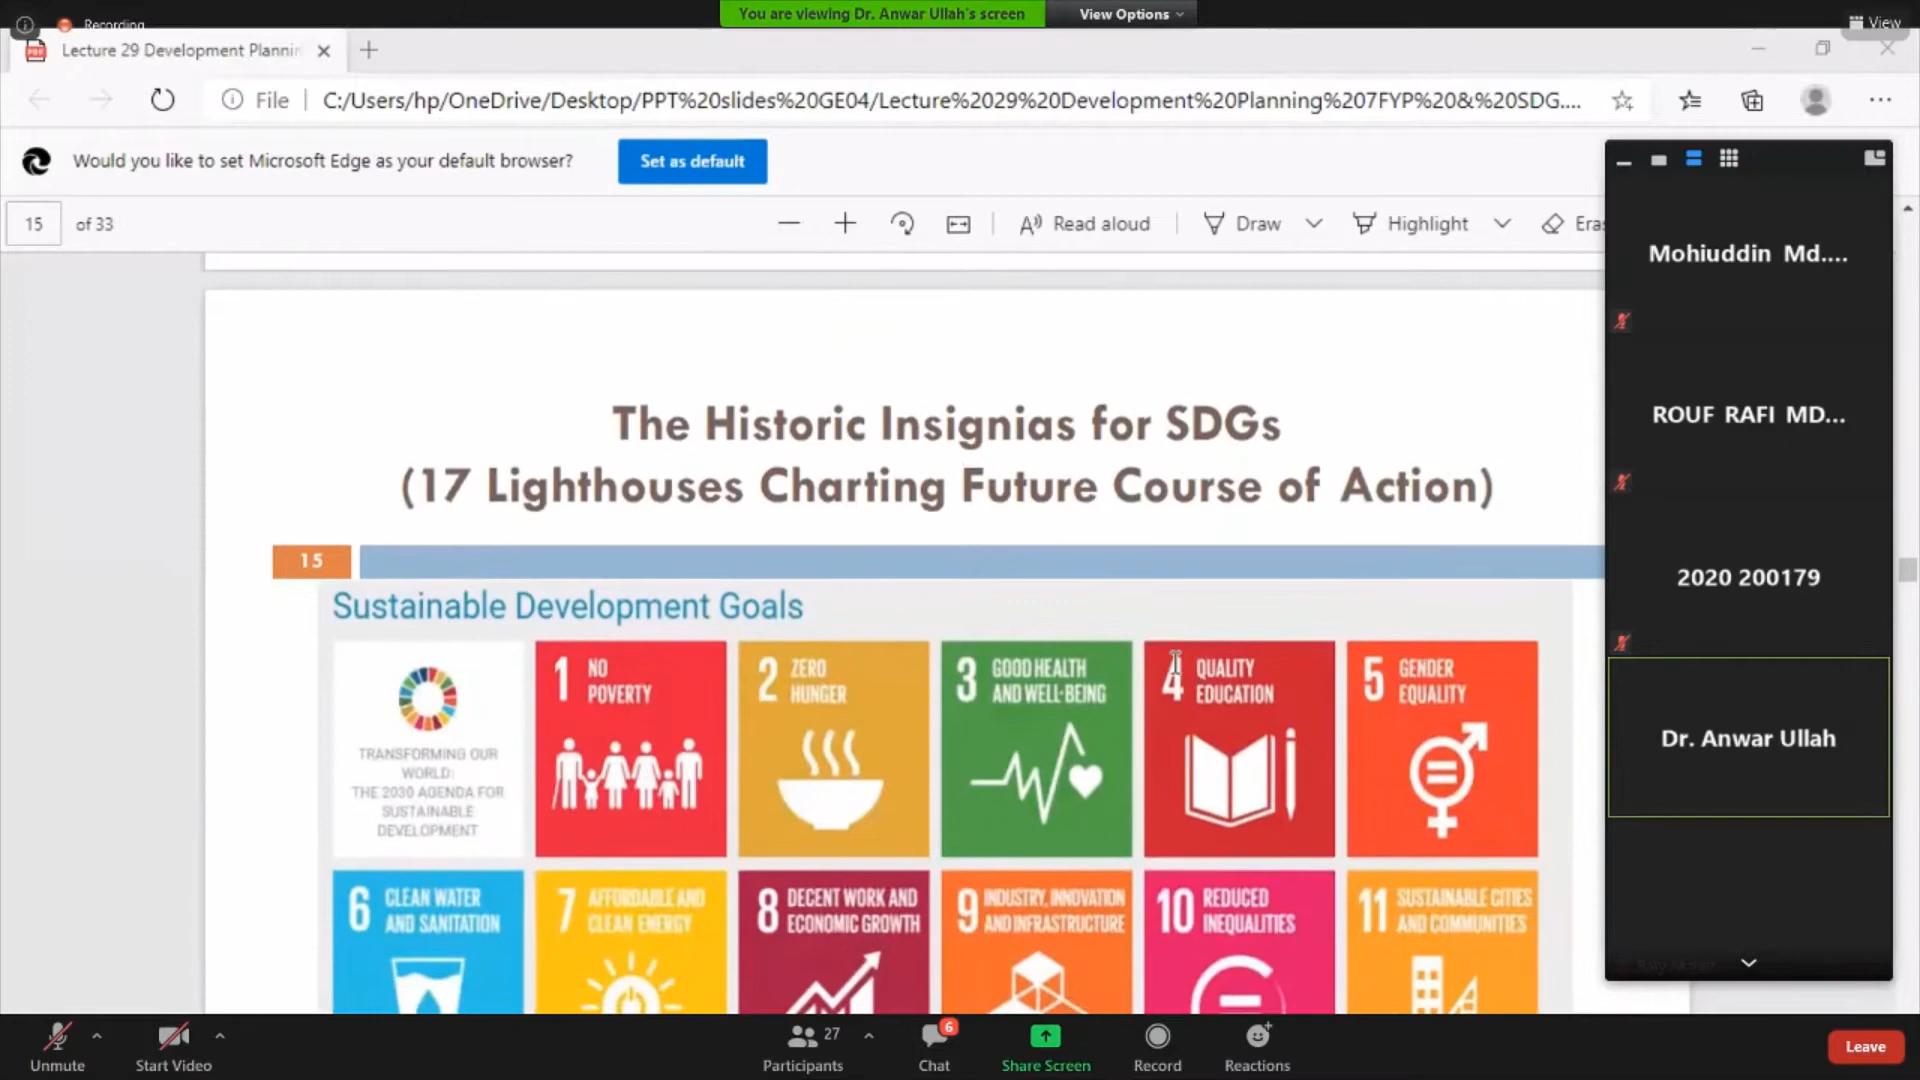 Recording
You are viewing Dr. Anwar Ullah's screen
View Options
View
Lecture 29 Development Plannin
File
C:/Users/hp/OneDrive/Desktop/PPT%20slides%20GE04/Lecture%2029%20Development%20Planning%207FYP%20&%20SDG....
Would you like to set Microsoft Edge as your default browser?
Set as default
15 of 33
Read aloud
Draw
Highlight
Eras
The Historic Insignias for SDGs
(17 Lighthouses Charting Future Course of Action)
15
Sustainable Development Goals
TRANSFORMING OUR
WORLD:
THE 2030 AGENDA FOR
SUSTAINABLE
DEVELOPMENT
1 NO
POVERTY
2 ZERO
HUNGER
3 GOOD HEALTH
AND WELL-BEING
4 QUALITY
EDUCATION
5 GENDER
EQUALITY
6 CLEAN WATER
AND SANITATION
7 AFFORDABLE AND
CLEAN ENERGY
8 DECENT WORK AND
ECONOMIC GROWTH
9 INDUSTRY, INNOVATION
AND INFRASTRUCTURE
10 REDUCED
INEQUALITIES
11 SUSTAINABLE CITIES
AND COMMUNITIES
Mohiuddin Md....
ROUF RAFI MD...
2020 200179
Dr. Anwar Ullah
Unmute
Start Video
27
Participants
6
Chat
Share Screen
Record
Reactions
Leave